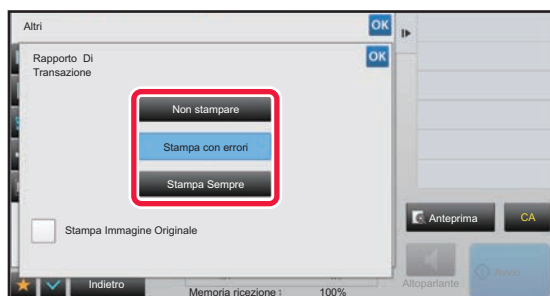 Altri
OK
Rapporto Di
Transazione
OK
Non stampare
Stampa con errori
Stampa Sempre
Stampa Immagine Originale
Anteprima
CA
Indietro
Memoria ricezione :
100%
Altoparlante
Avvio